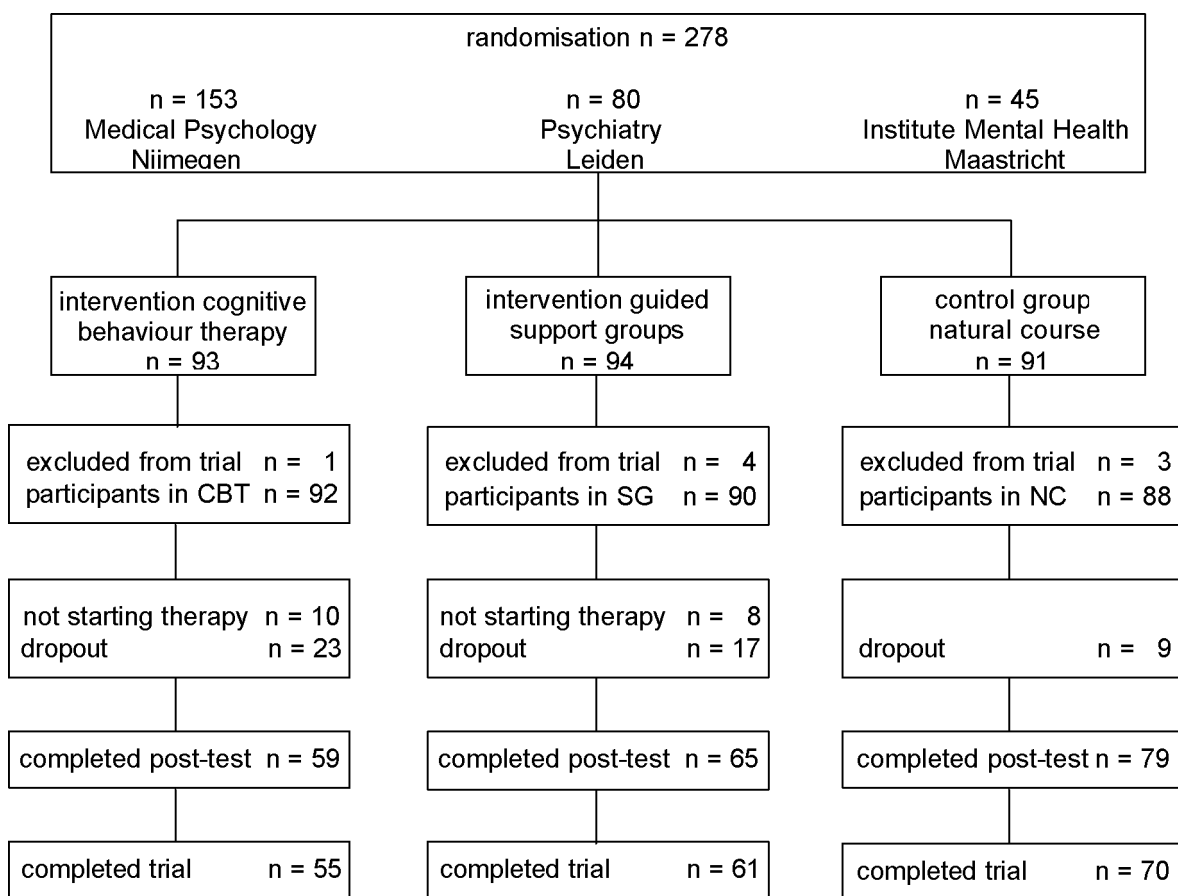 randomisation n = 278
n = 153
Medical Psychology
Nijmegen
n = 80
Psychiatry
Leiden
n = 45
Institute Mental Health
Maastricht
intervention cognitive
behaviour therapy
n = 93
intervention guided
support groups
n = 94
control group
natural course
n = 91
excluded from trial n = 1
participants in CBT n = 92
excluded from trial n = 4
participants in SG n = 90
excluded from trial n = 3
participants in NC n = 88
not starting therapy n = 10
dropout n = 23
not starting therapy n = 8
dropout n = 17
dropout n = 9
completed post-test n = 59
completed post-test n = 65
completed post-test n = 79
completed trial n = 55
completed trial n = 61
completed trial n = 70